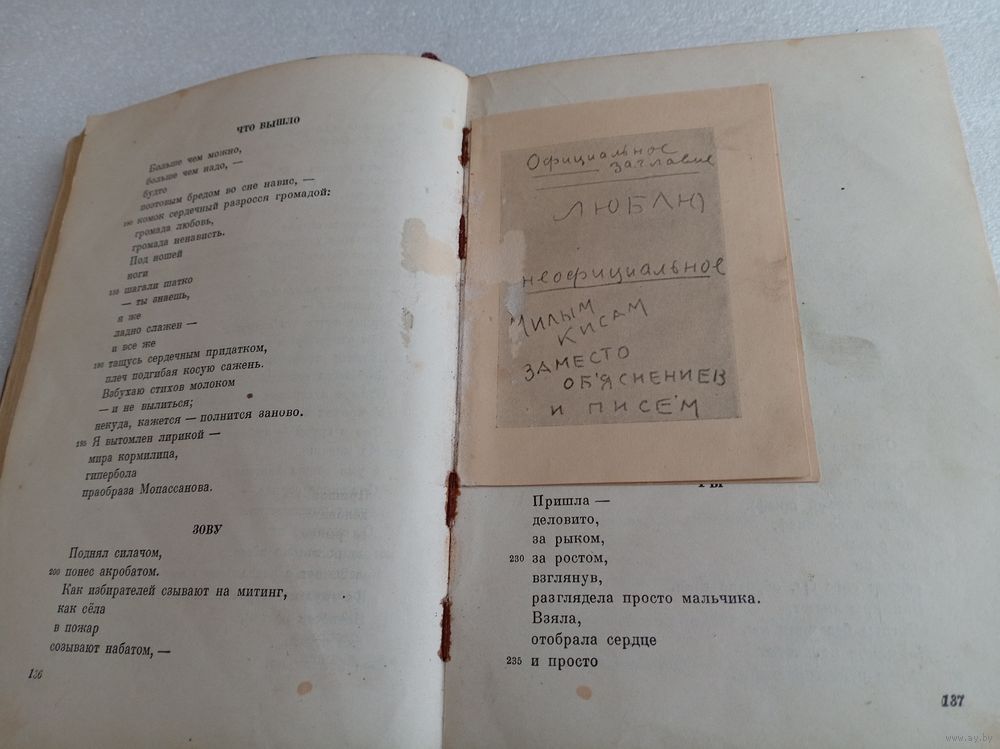 ЧТО ВЫШЛО
Больше чем можно,
больше чем надо, —
будто
поэтовым бредом во сне навис, —
180 комок сердечный разросся громадой:
громада любовь,
громада ненависть.
Под ношей
ноги
185 шагали шатко
— ты знаешь,
я же
ладно слажен —
и все же
190 тащусь сердечным придатком,
плеч подгибая косую сажень.
Взбухаю стихов молоком
— и не вылиться;
некуда, кажется — полнится заново.
195 Я вытомлен лирикой —
мира кормилица,
гипербола
праобраза Мопассанова.
ЗОВУ
Поднял силачом,
200 понес акробатом.
Как избирателей сзывают на митинг,
как сёла
в пожар
созывают набатом, —
136
Официальное
заглавие
ЛЮБЛЮ
неофициальное
МИЛЫМ
КИСАМ
ЗАМЕСТО
ОБ'ЯСНЕНИЕВ
И ПИСЕМ
ТЫ
Пришла —
деловито,
за рыком,
230 за ростом,
взглянув,
разглядела просто мальчика.
Взяла,
отобрала сердце
235 и просто
137
www.ay.by